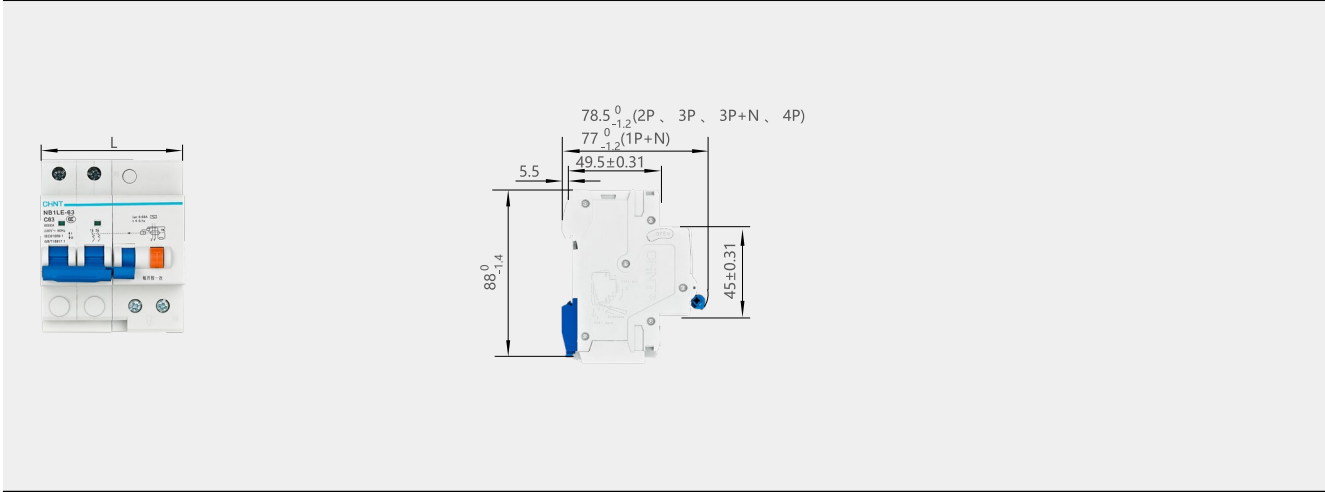 L
CHNT
NB1LE-63
C63
78.5 0 -1.2 (2P 、 3P 、 3P+N 、 4P)
77 0 -1.2 (1P+N)
49.5±0.31
5.5
88 0 -1.4
45±0.31